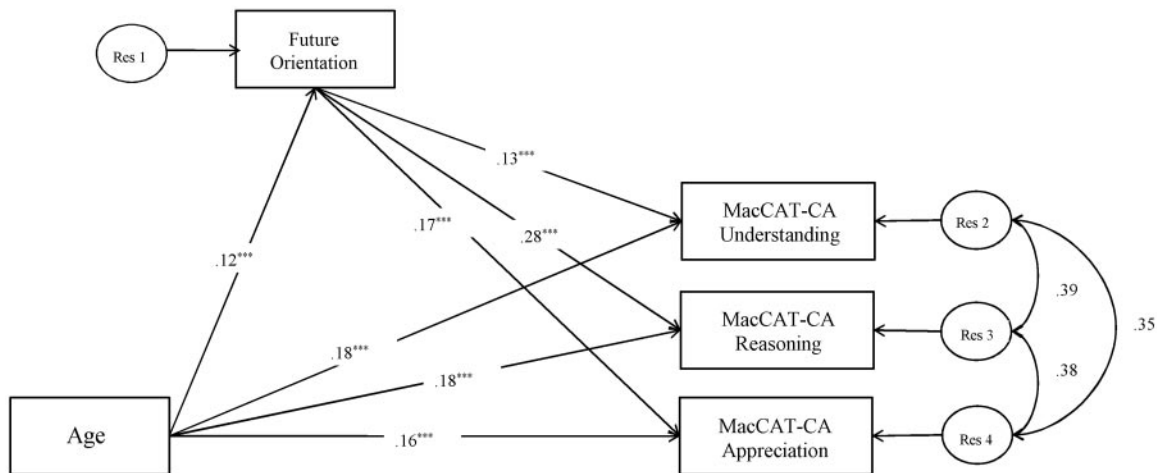 Future
Orientation
Res 1
.13***
MacCAT-CA
Understanding
Res 2
.17***
.28***
.12***
.39
MacCAT-CA
Reasoning
Res 3
.35
.18***
.18***
.38
Age
.16***
MacCAT-CA
Appreciation
Res 4